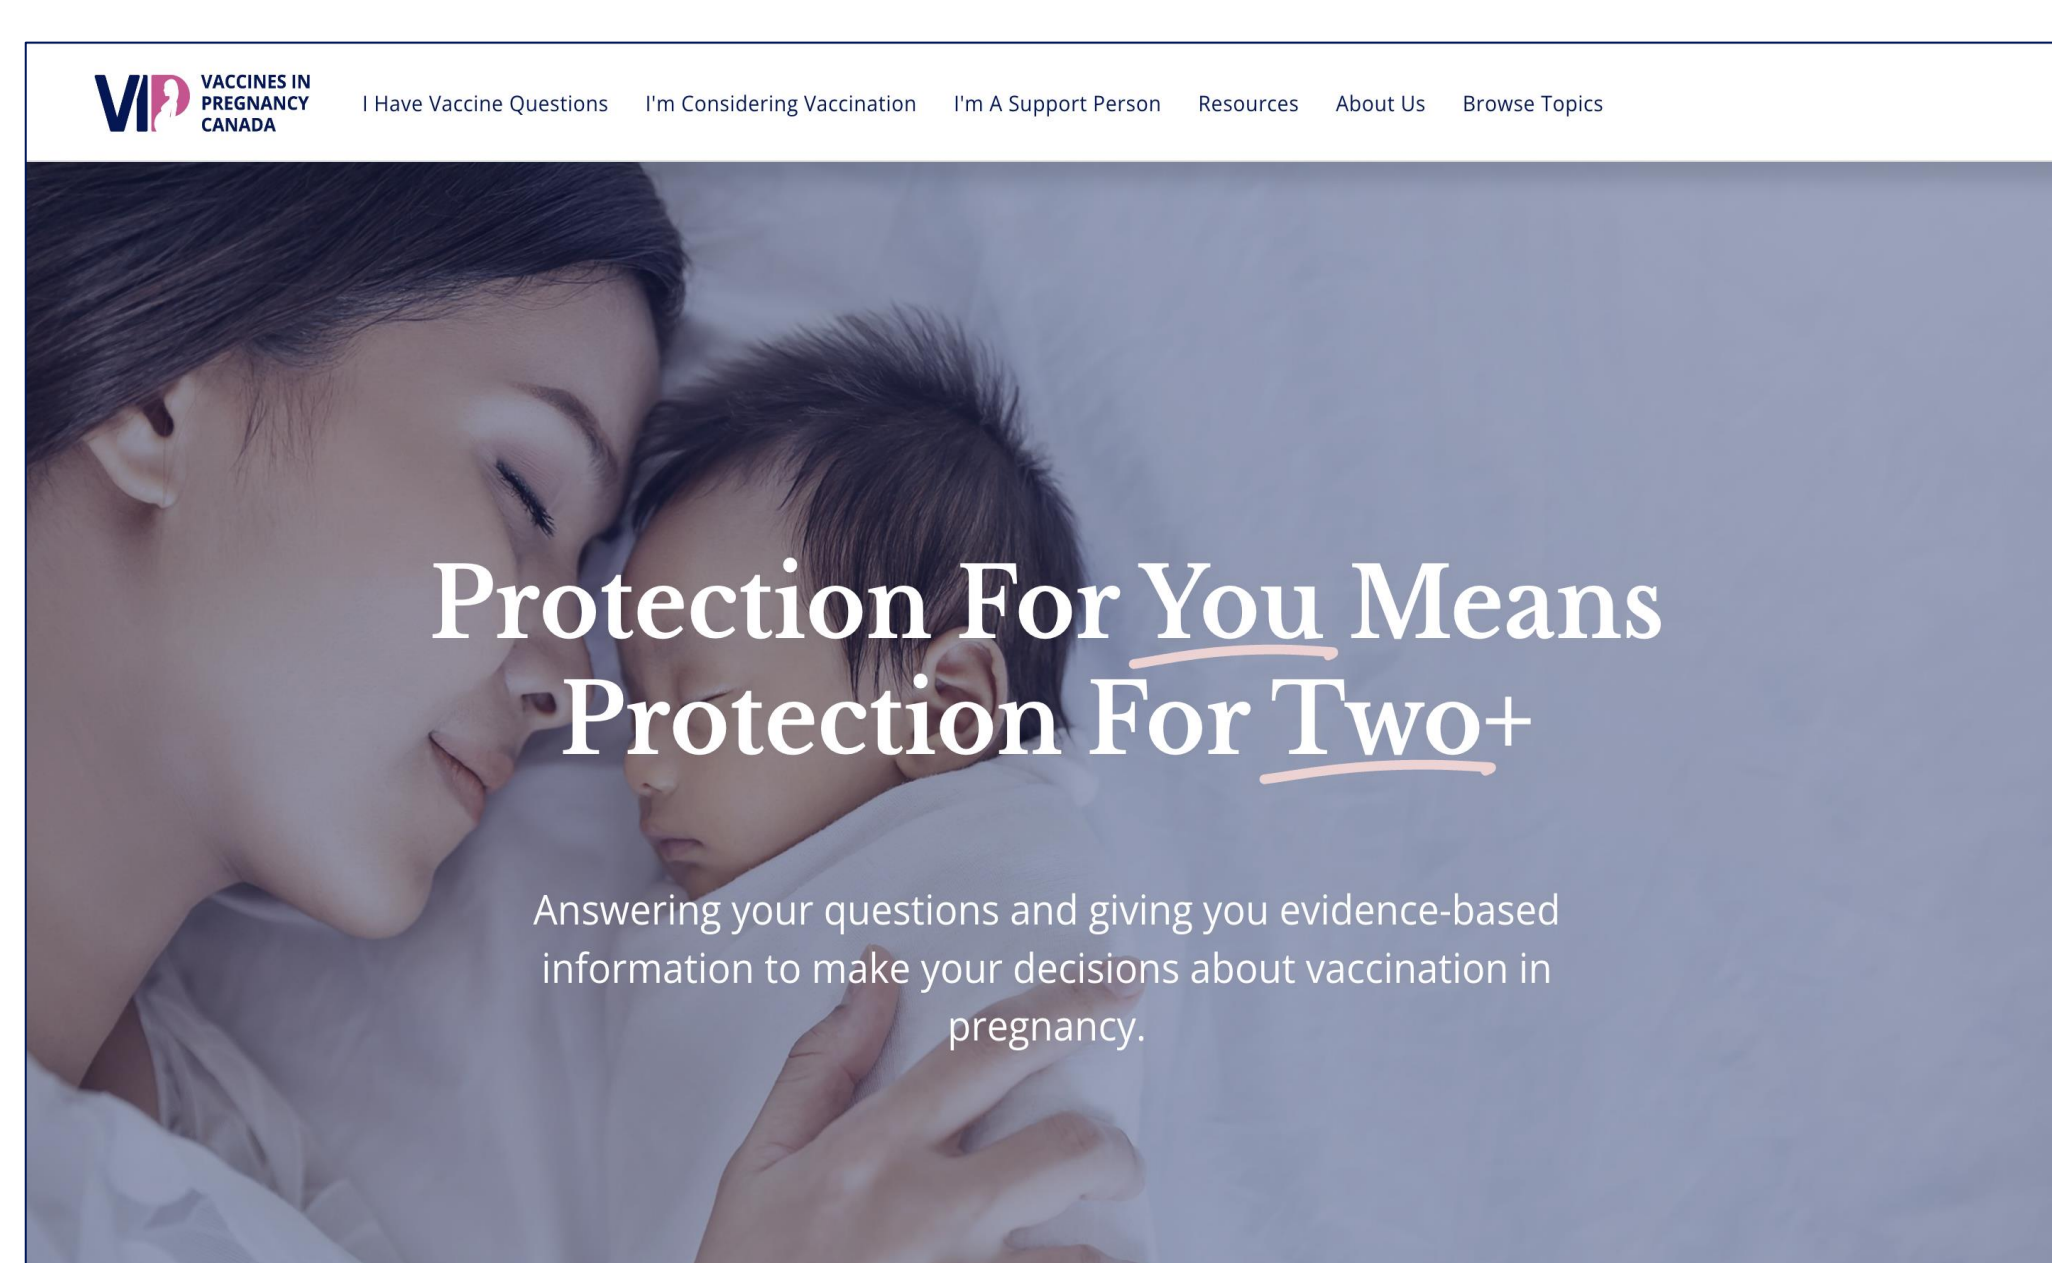 VIP
VACCINES IN
PREGNANCY
CANADA
I Have Vaccine Questions I'm Considering Vaccination I'm A Support Person Resources About Us Browse Topics
Protection For You Means
Protection For Two+
Answering your questions and giving you evidence-based
information to make your decisions about vaccination in
pregnancy.